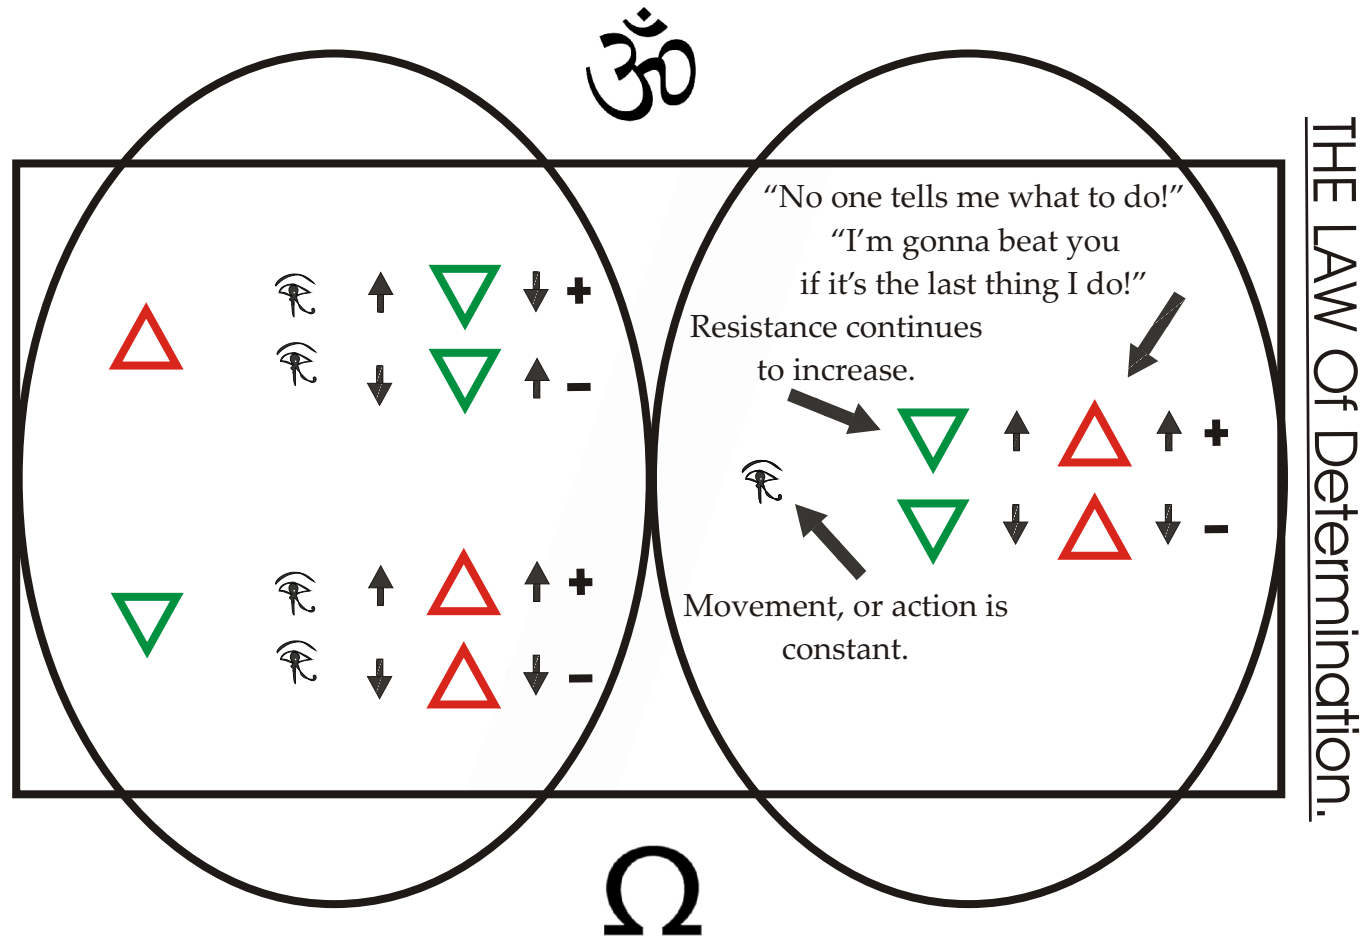 ॐ
“No one tells me what to do!”
“I’m gonna beat you
if it’s the last thing I do!”
Resistance continues
to increase.
+
−
+
−
+
−
Movement, or action is
constant.
THE LAW Of Determination.
Ω